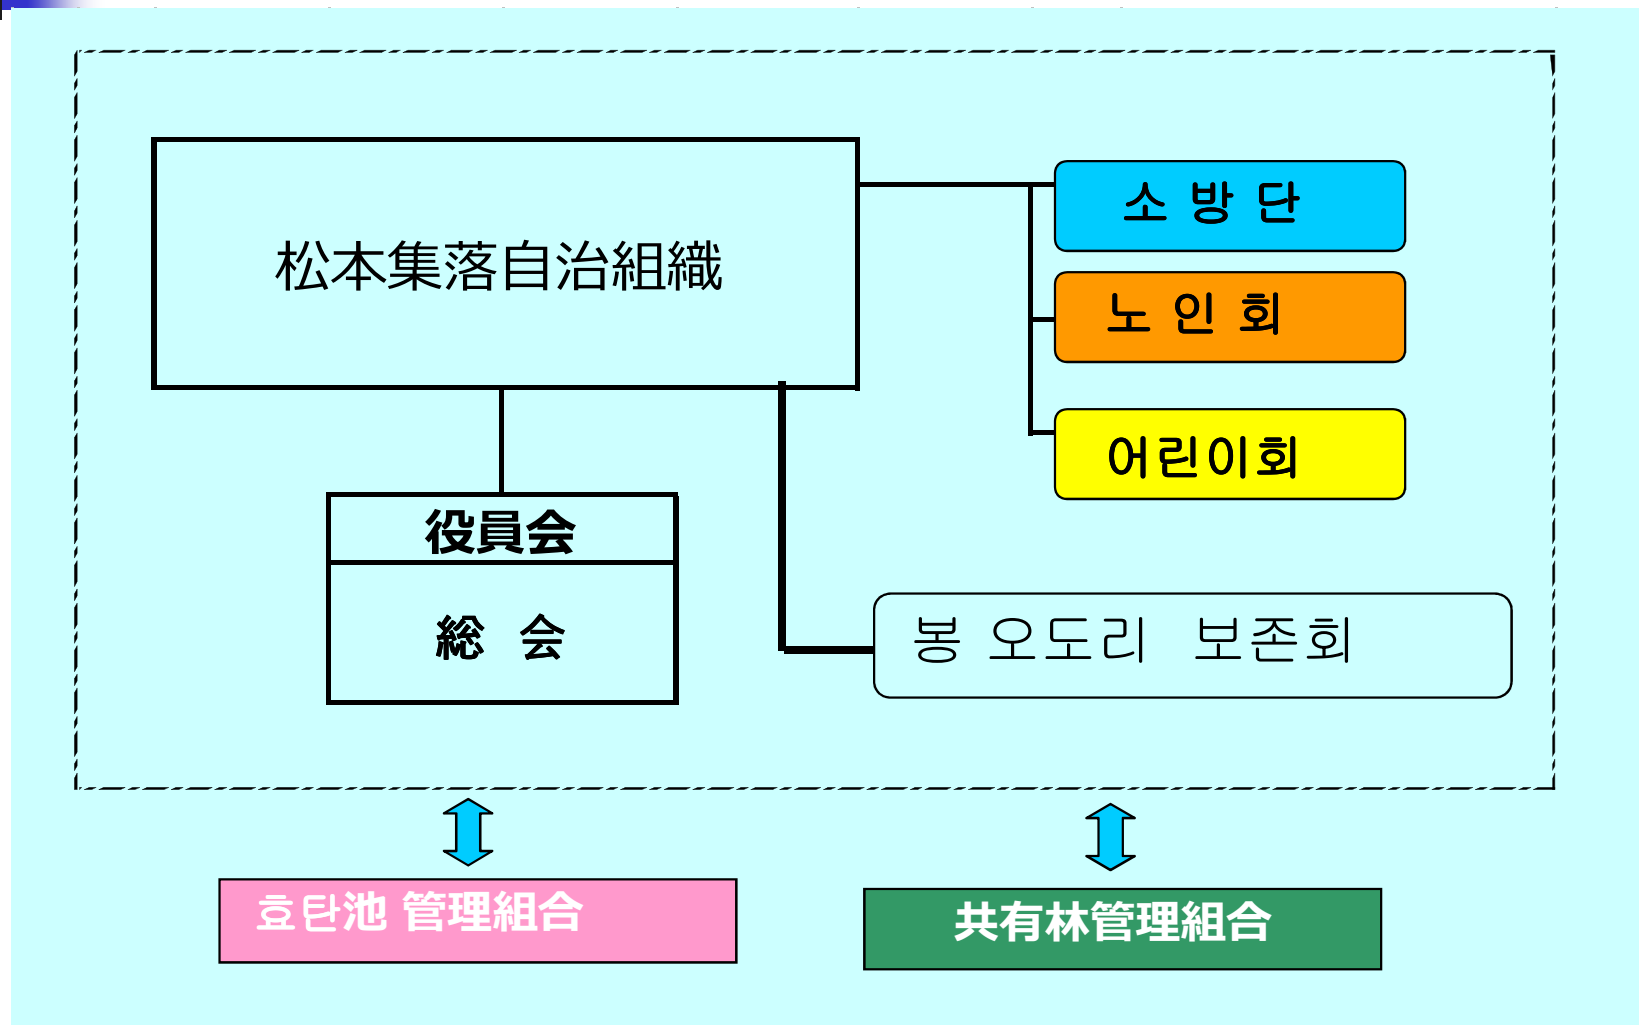 松本集落自治組織
소 방 단
노 인 회
어린이회
役員会
総 会
봉 오도리 보존회
효탄池 管理組合
共有林管理組合